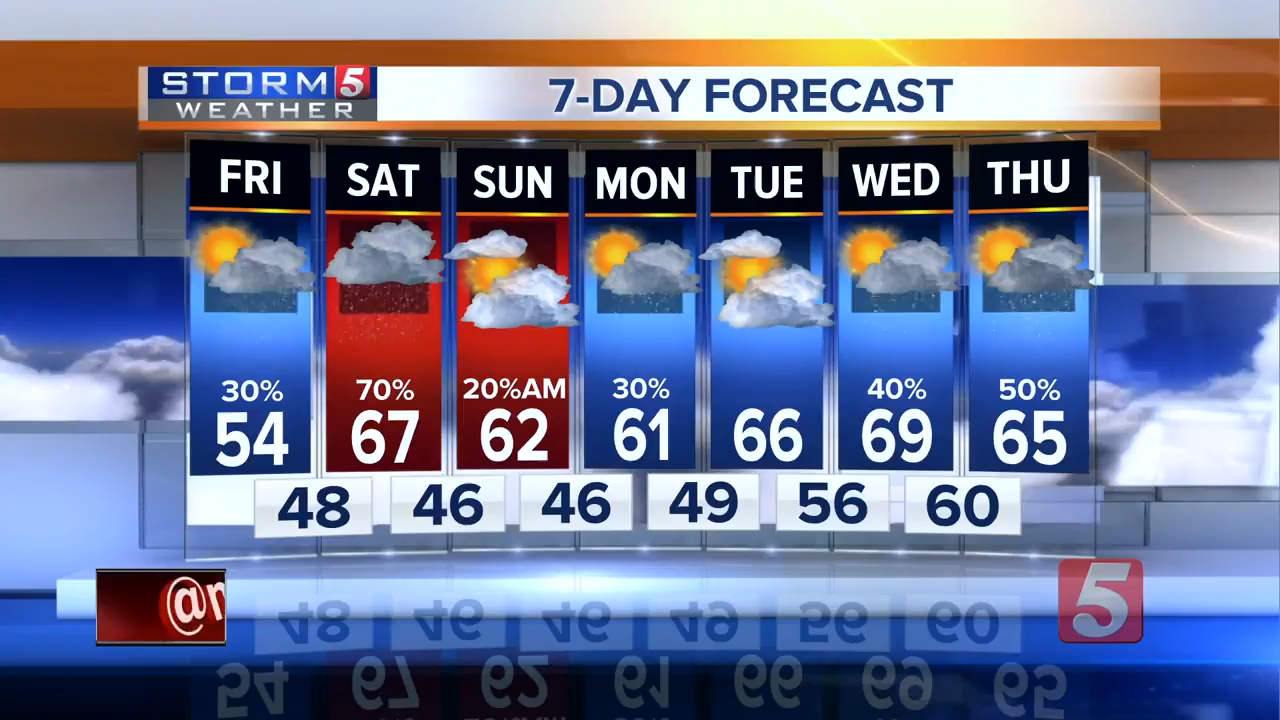 STORM 5
WEATHER
7-DAY FORECAST
FRI SAT SUN MON TUE WED THU
30% 70% 20%AM 30% 40% 50%
54 67 62 61 66 69 65
48 46 46 49 56 60
@r
5